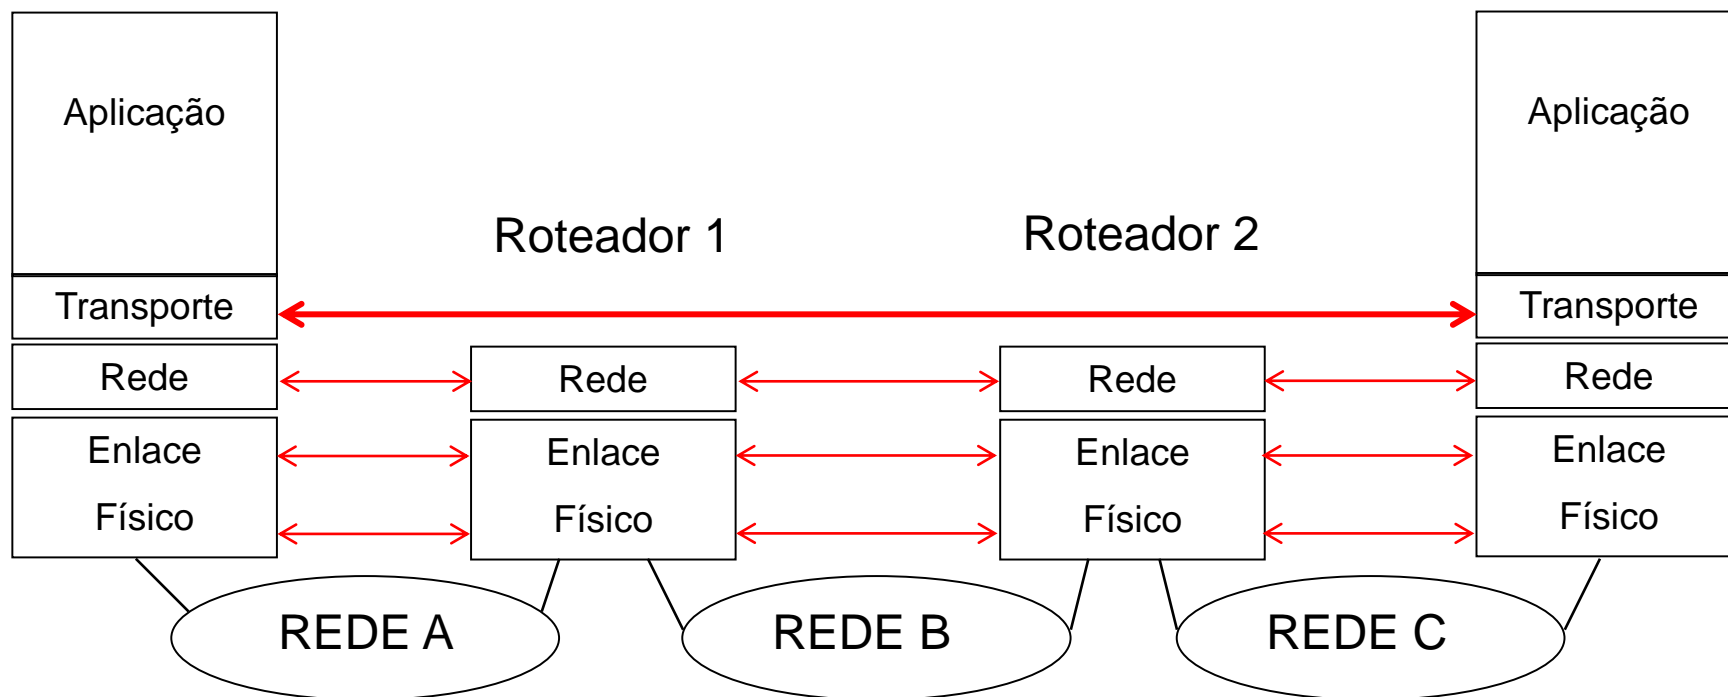 Aplicação
Aplicação
Roteador 1
Roteador 2
Transporte
Transporte
Rede
Rede
Rede
Rede
Enlace
Enlace
Enlace
Enlace
Físico
Físico
Físico
Físico
REDE A
REDE B
REDE C